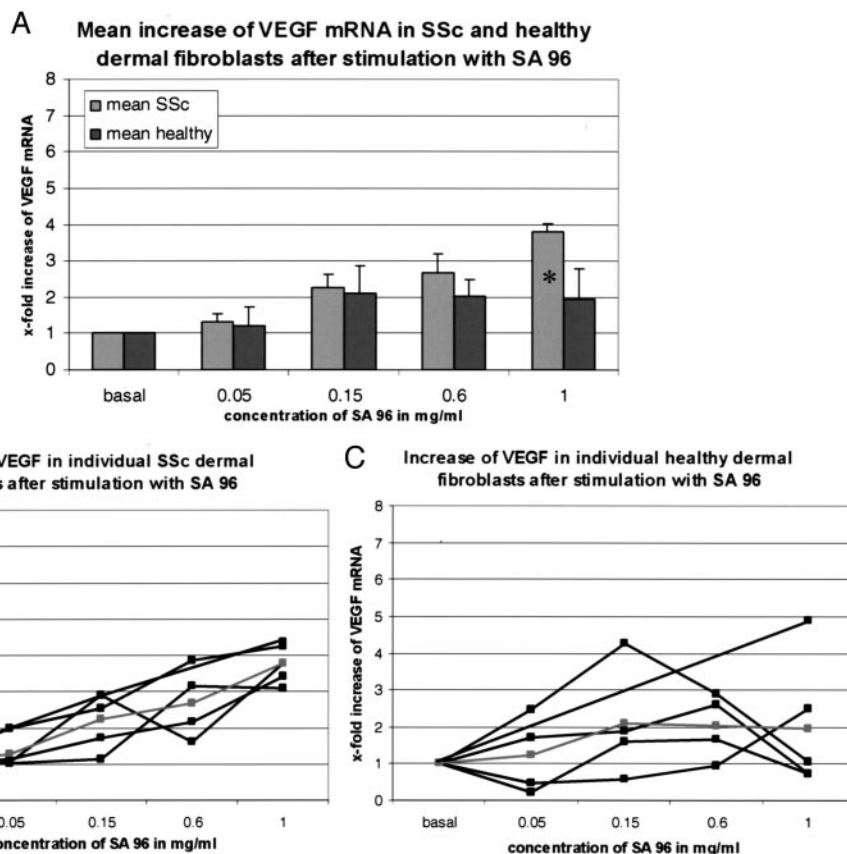 A
Mean increase of VEGF mRNA in SSc and healthy
dermal fibroblasts after stimulation with SA 96
x-fold increase of VEGF mRNA
8
7
6
5
4
3
2
1
0
mean SSc
mean healthy
*
basal 0.05 0.15 0.6 1
concentration of SA 96 in mg/ml
VEGF in individual SSc dermal
s after stimulation with SA 96
0.05 0.15 0.6 1
oncentration of SA 96 in mg/ml
C
Increase of VEGF in individual healthy dermal
fibroblasts after stimulation with SA 96
x-fold increase of VEGF mRNA
8
7
6
5
4
3
2
1
0
basal 0.05 0.15 0.6 1
concentration of SA 96 in mg/ml